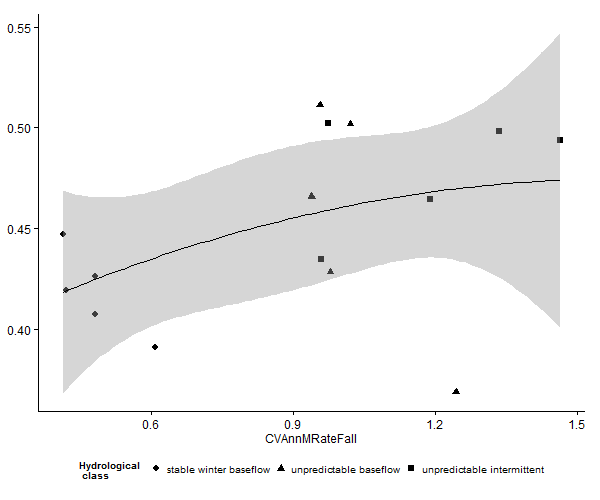 0.55
0.50
0.45
0.40
0.6 0.9 1.2 1.5
CVAnnMRateFall
Hydrological
class
stable winter baseflow unpredictable baseflow unpredictable intermittent